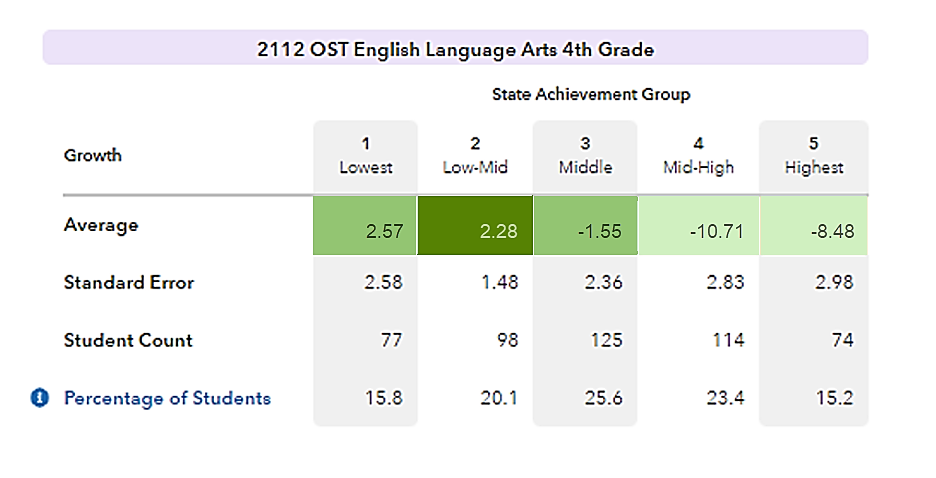 2112 OST English Language Arts 4th Grade
State Achievement Group
Growth
1 2 3 4 5
Lowest Low-Mid Middle Mid-High Highest
Average 2.57 2.28 -1.55 -10.71 -8.48
Standard Error 2.58 1.48 2.36 2.83 2.98
Student Count 77 98 125 114 74
i Percentage of Students 15.8 20.1 25.6 23.4 15.2